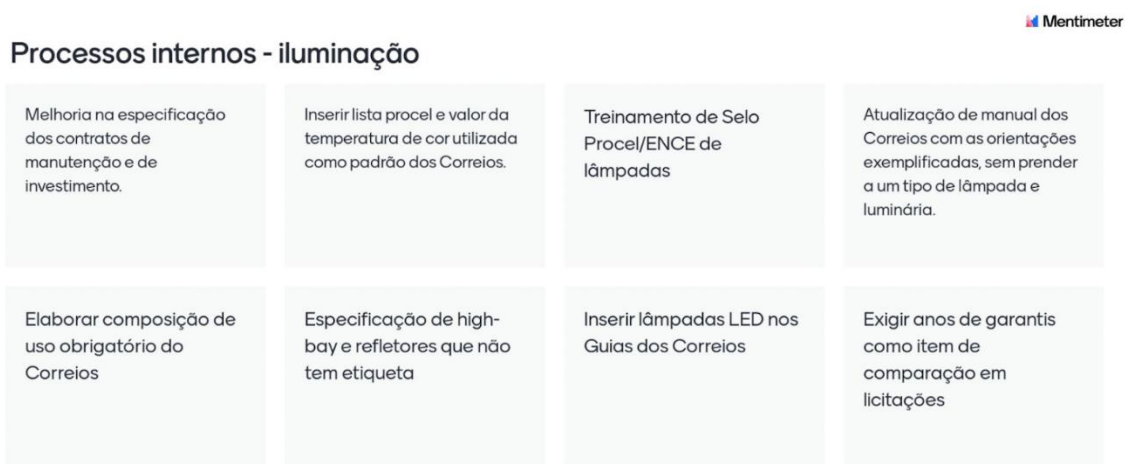 Mentimeter
Processos internos - iluminação
Melhoria na especificação
dos contratos de
manutenção e de
investimento.
Inserir lista procel e valor da
temperatura de cor utilizada
como padrão dos Correios.
Treinamento de Selo
Procel/ENCE de
lâmpadas
Atualização de manual dos
Correios com as orientações
exemplificadas, sem prender
a um tipo de lâmpada e
luminária.
Elaborar composição de
uso obrigatório do
Correios
Especificação de high-
bay e refletores que não
tem etiqueta
Inserir lâmpadas LED nos
Guias dos Correios
Exigir anos de garantis
como item de
comparação em
licitações